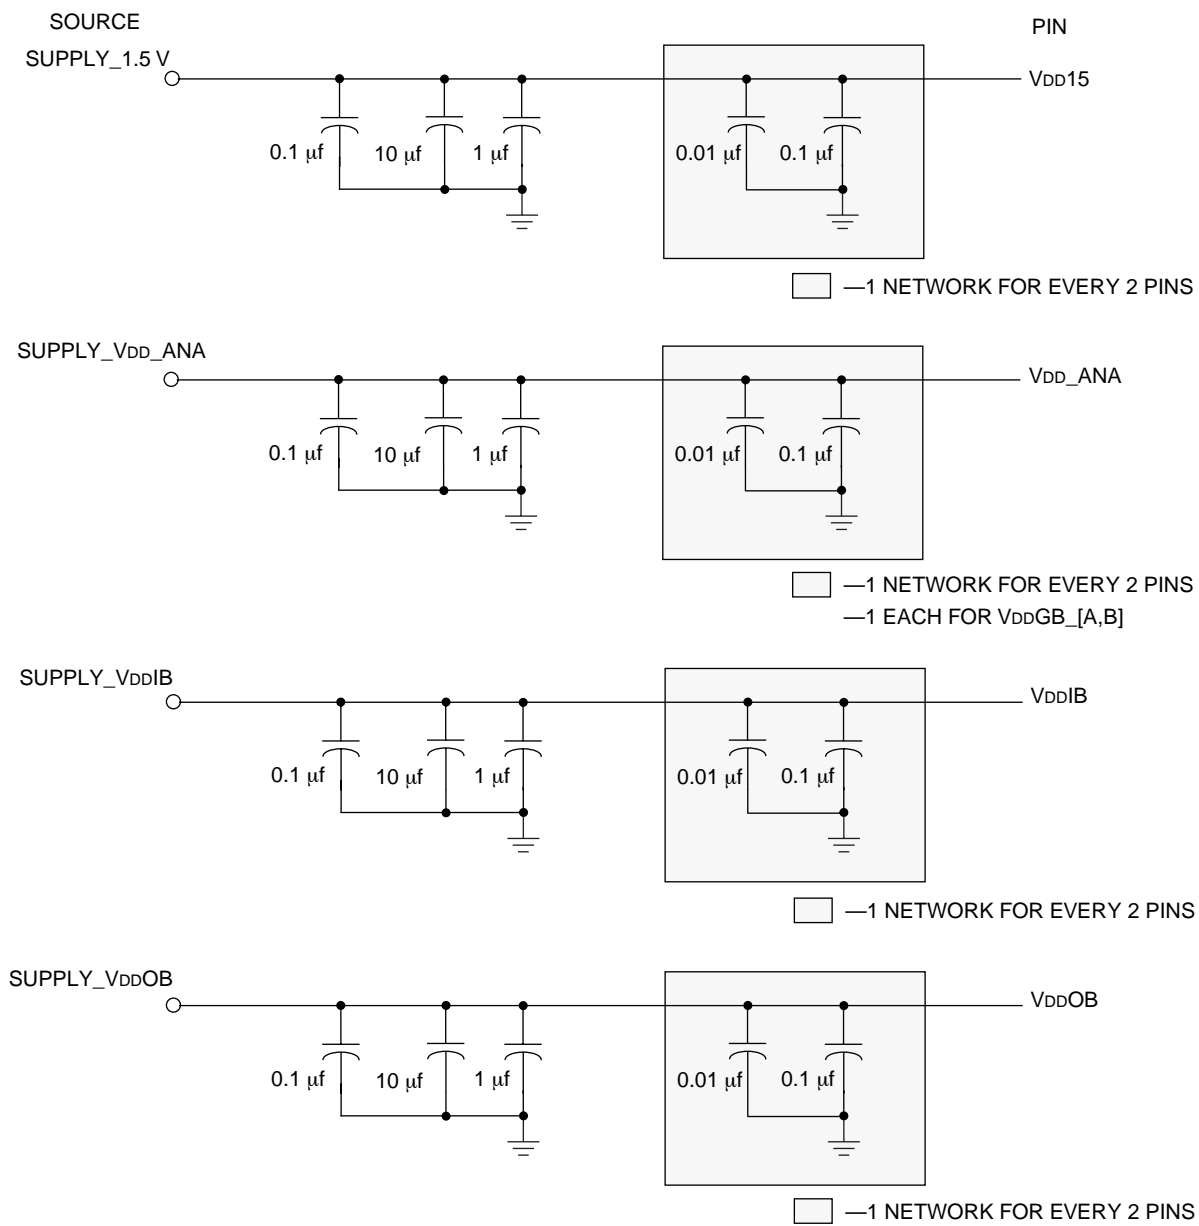 SOURCE
PIN
SUPPLY_1.5 V
VDD15
0.1 μf
10 μf
1 μf
0.01 μf
0.1 μf
—1 NETWORK FOR EVERY 2 PINS
SUPPLY_VDD_ANA
VDD_ANA
0.1 μf
10 μf
1 μf
0.01 μf
0.1 μf
—1 NETWORK FOR EVERY 2 PINS
—1 EACH FOR VDDGB_[A,B]
SUPPLY_VDDIB
VDDIB
0.1 μf
10 μf
1 μf
0.01 μf
0.1 μf
—1 NETWORK FOR EVERY 2 PINS
SUPPLY_VDDOB
VDDOB
0.1 μf
10 μf
1 μf
0.01 μf
0.1 μf
—1 NETWORK FOR EVERY 2 PINS